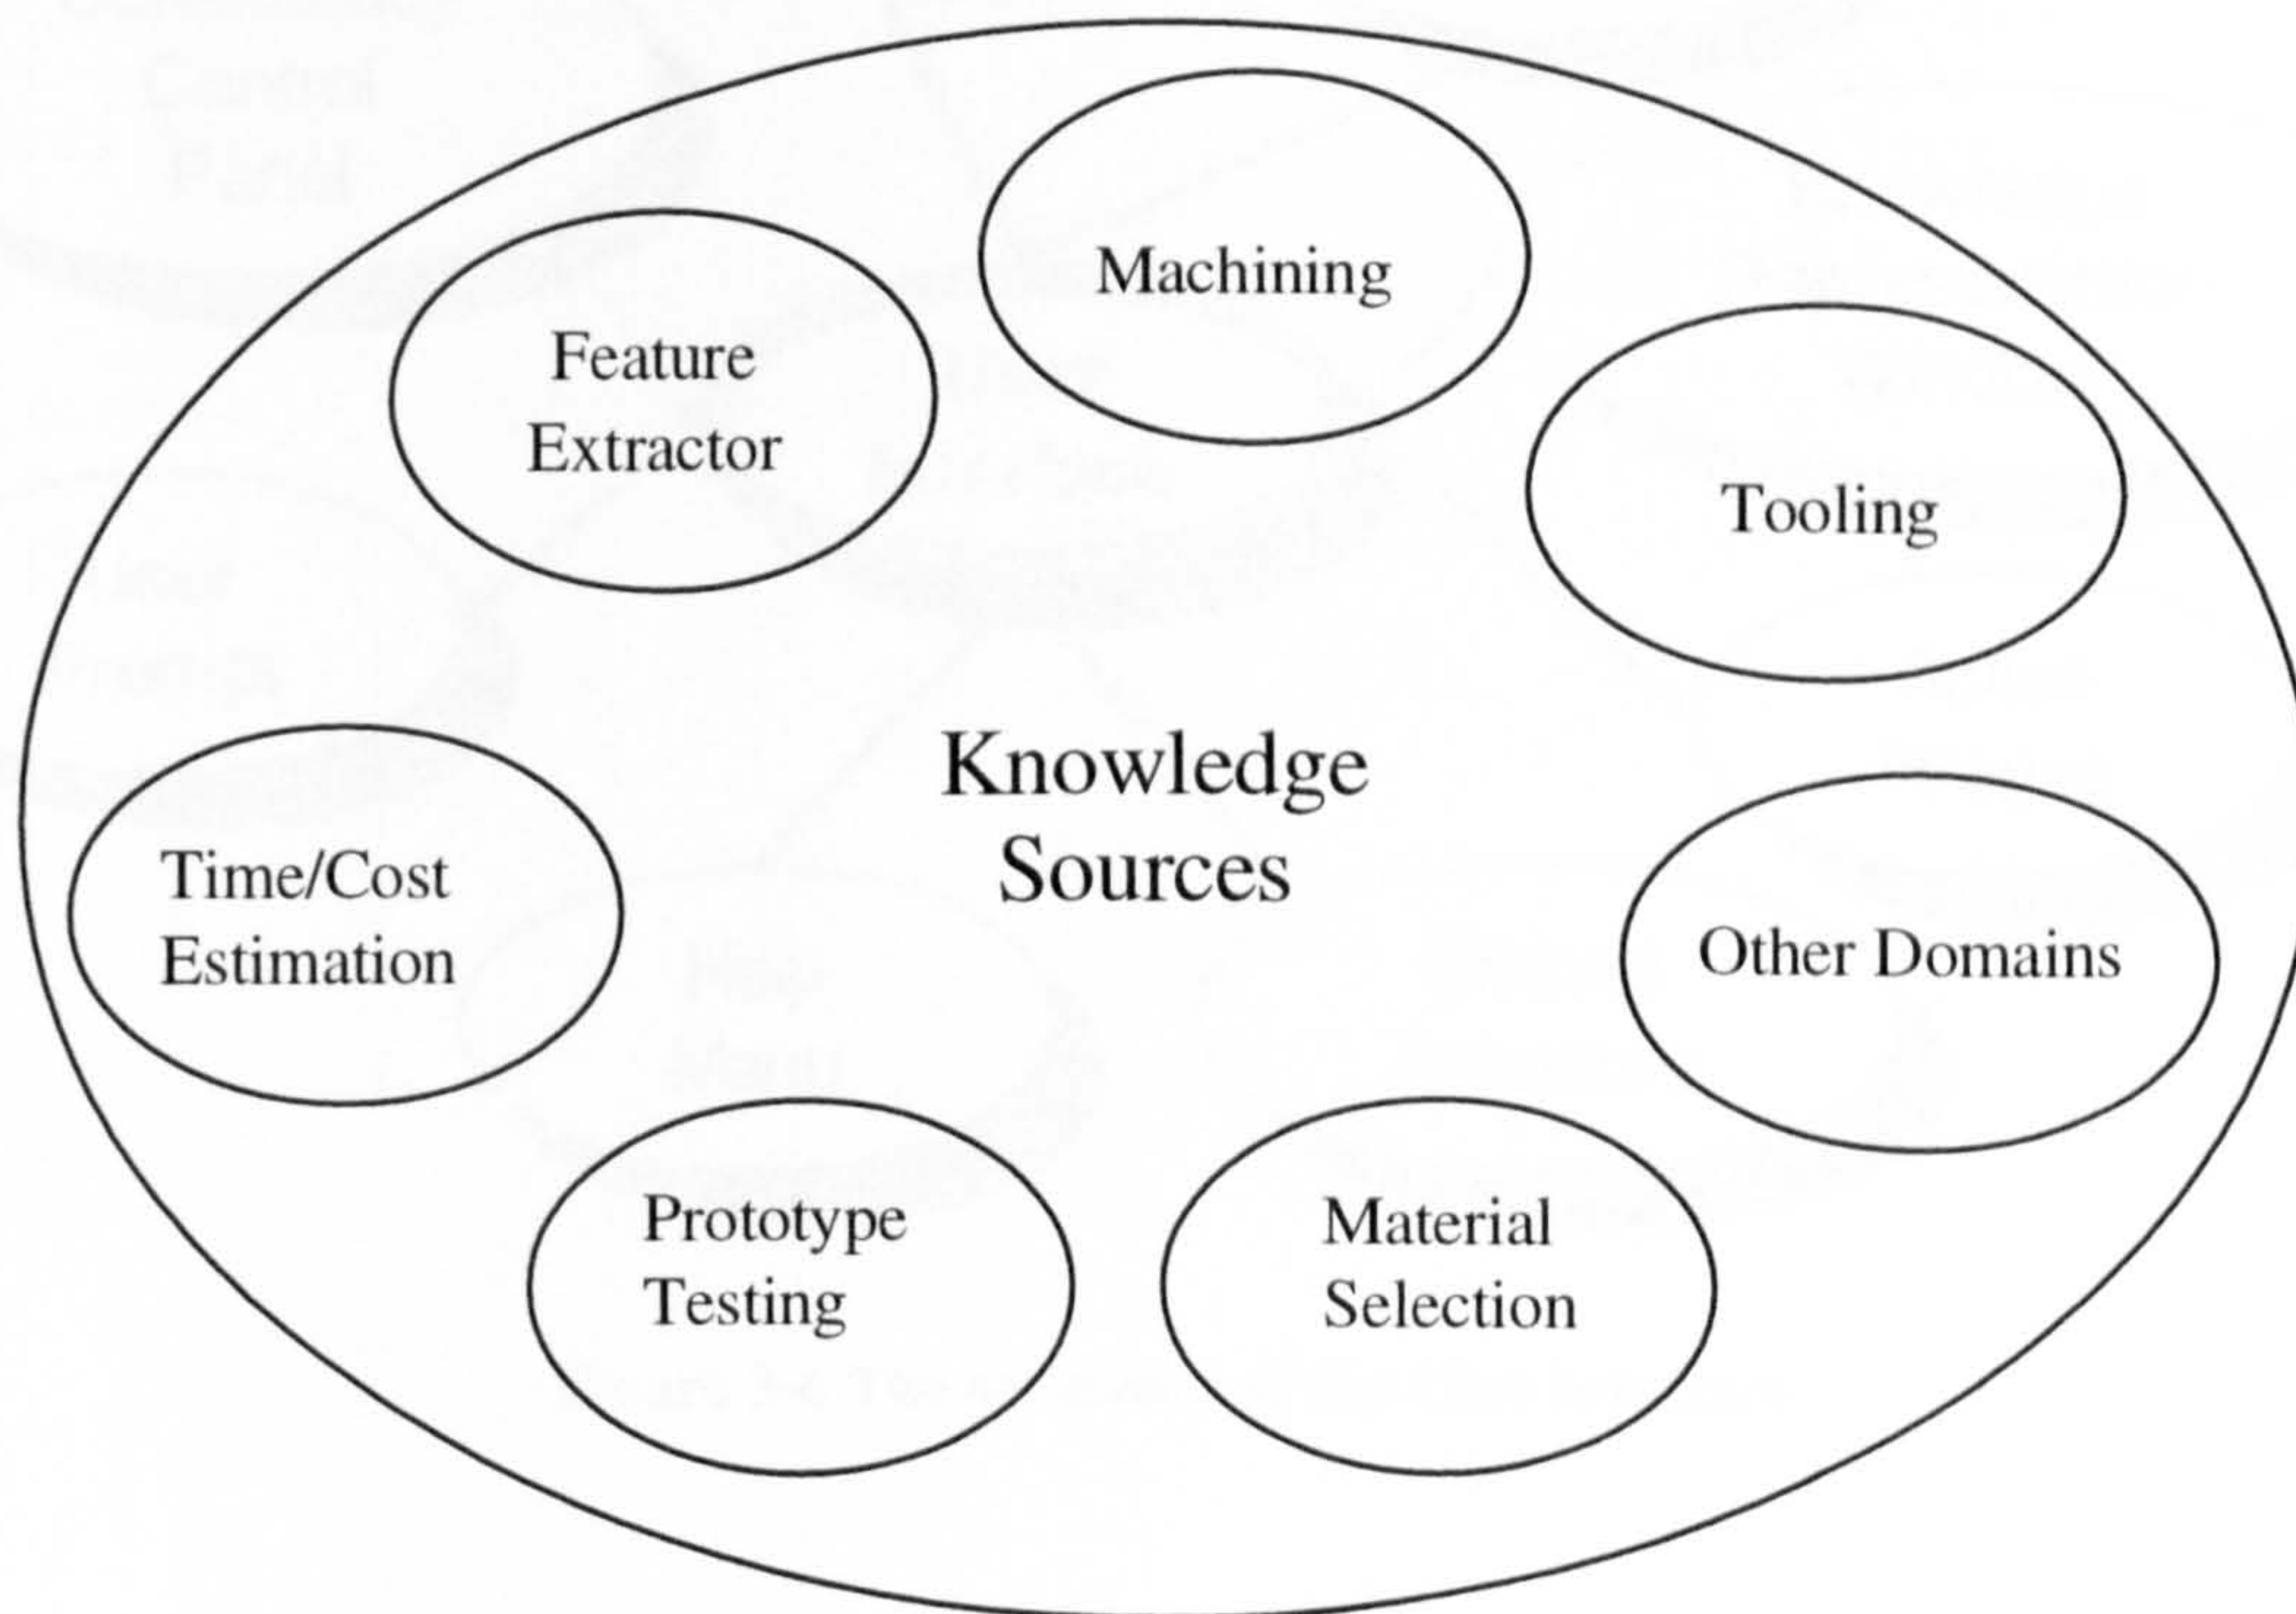 Machining
Feature
Extractor
Tooling
Knowledge
Sources
Time/Cost
Estimation
Other Domains
Prototype
Testing
Material
Selection